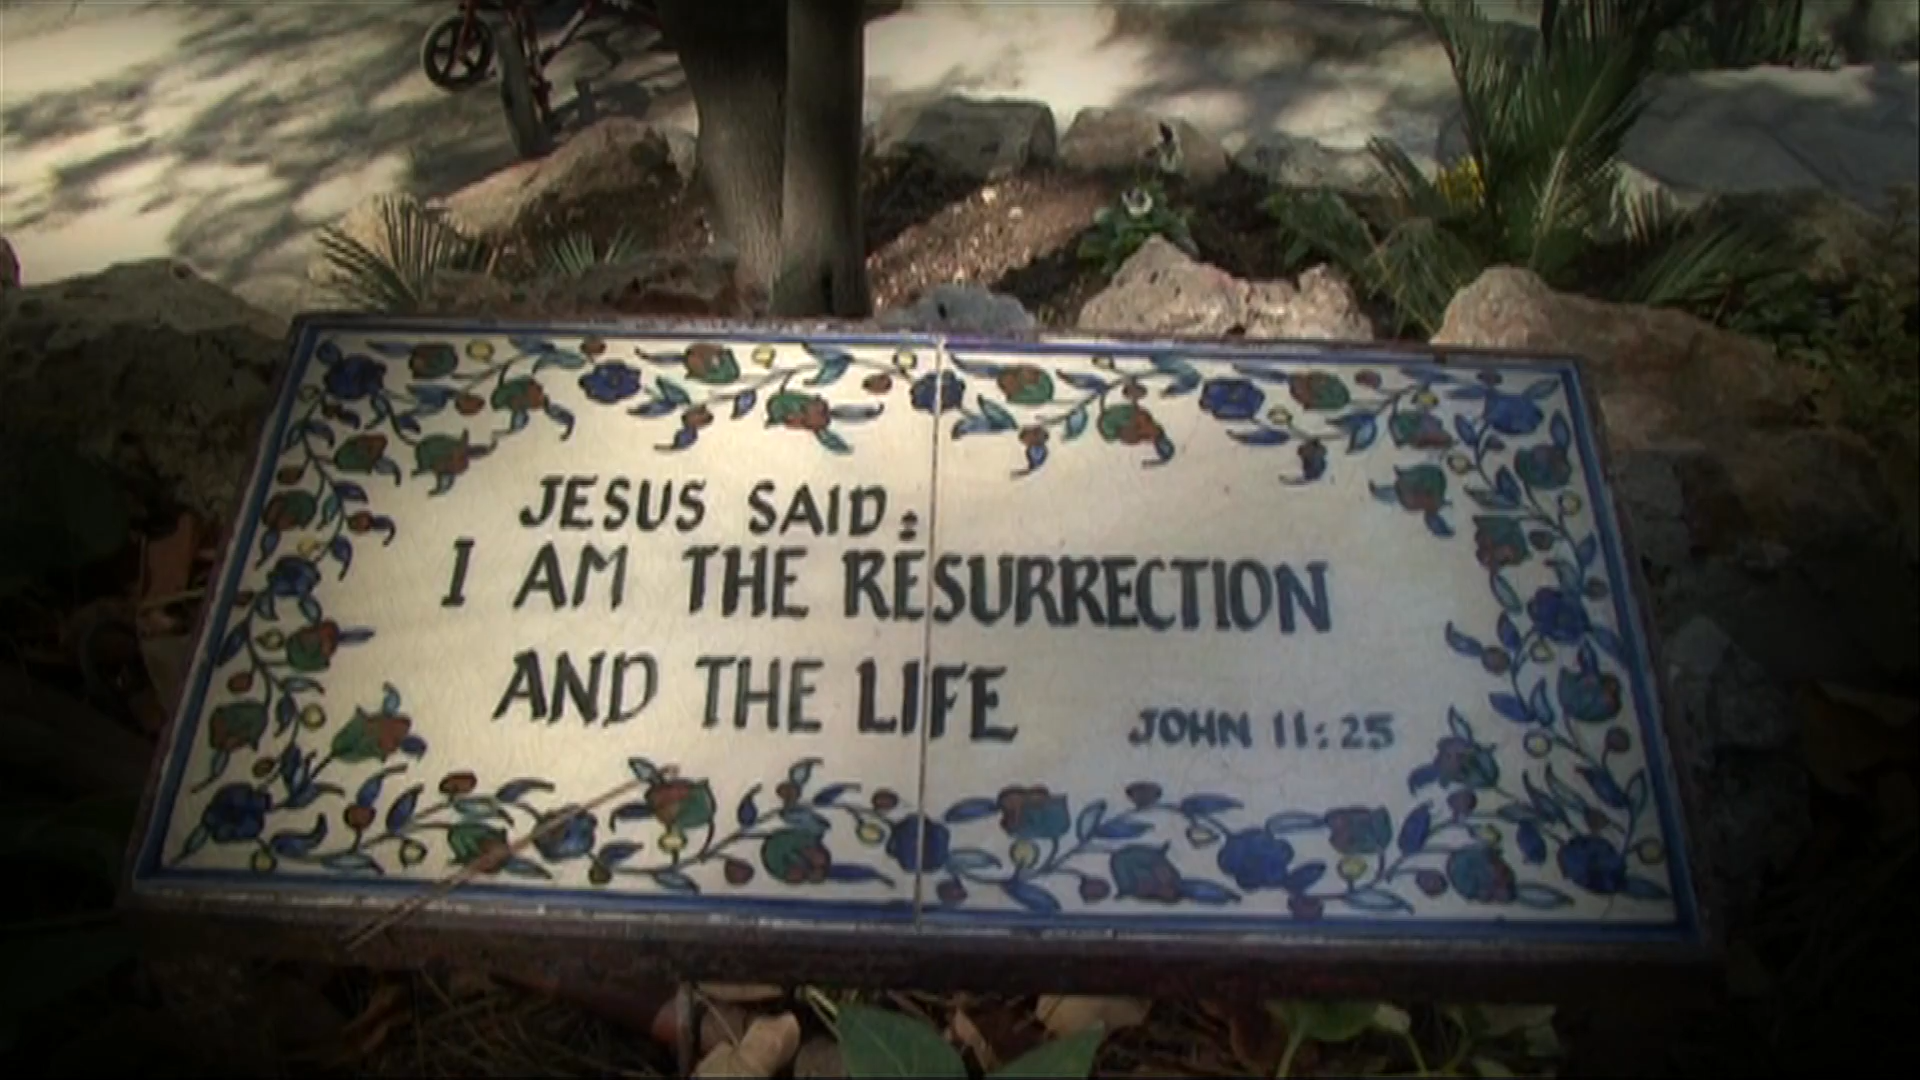 JESUS SAID:
I AM THE RESURRECTION
AND THE LIFE
JOHN 11:25